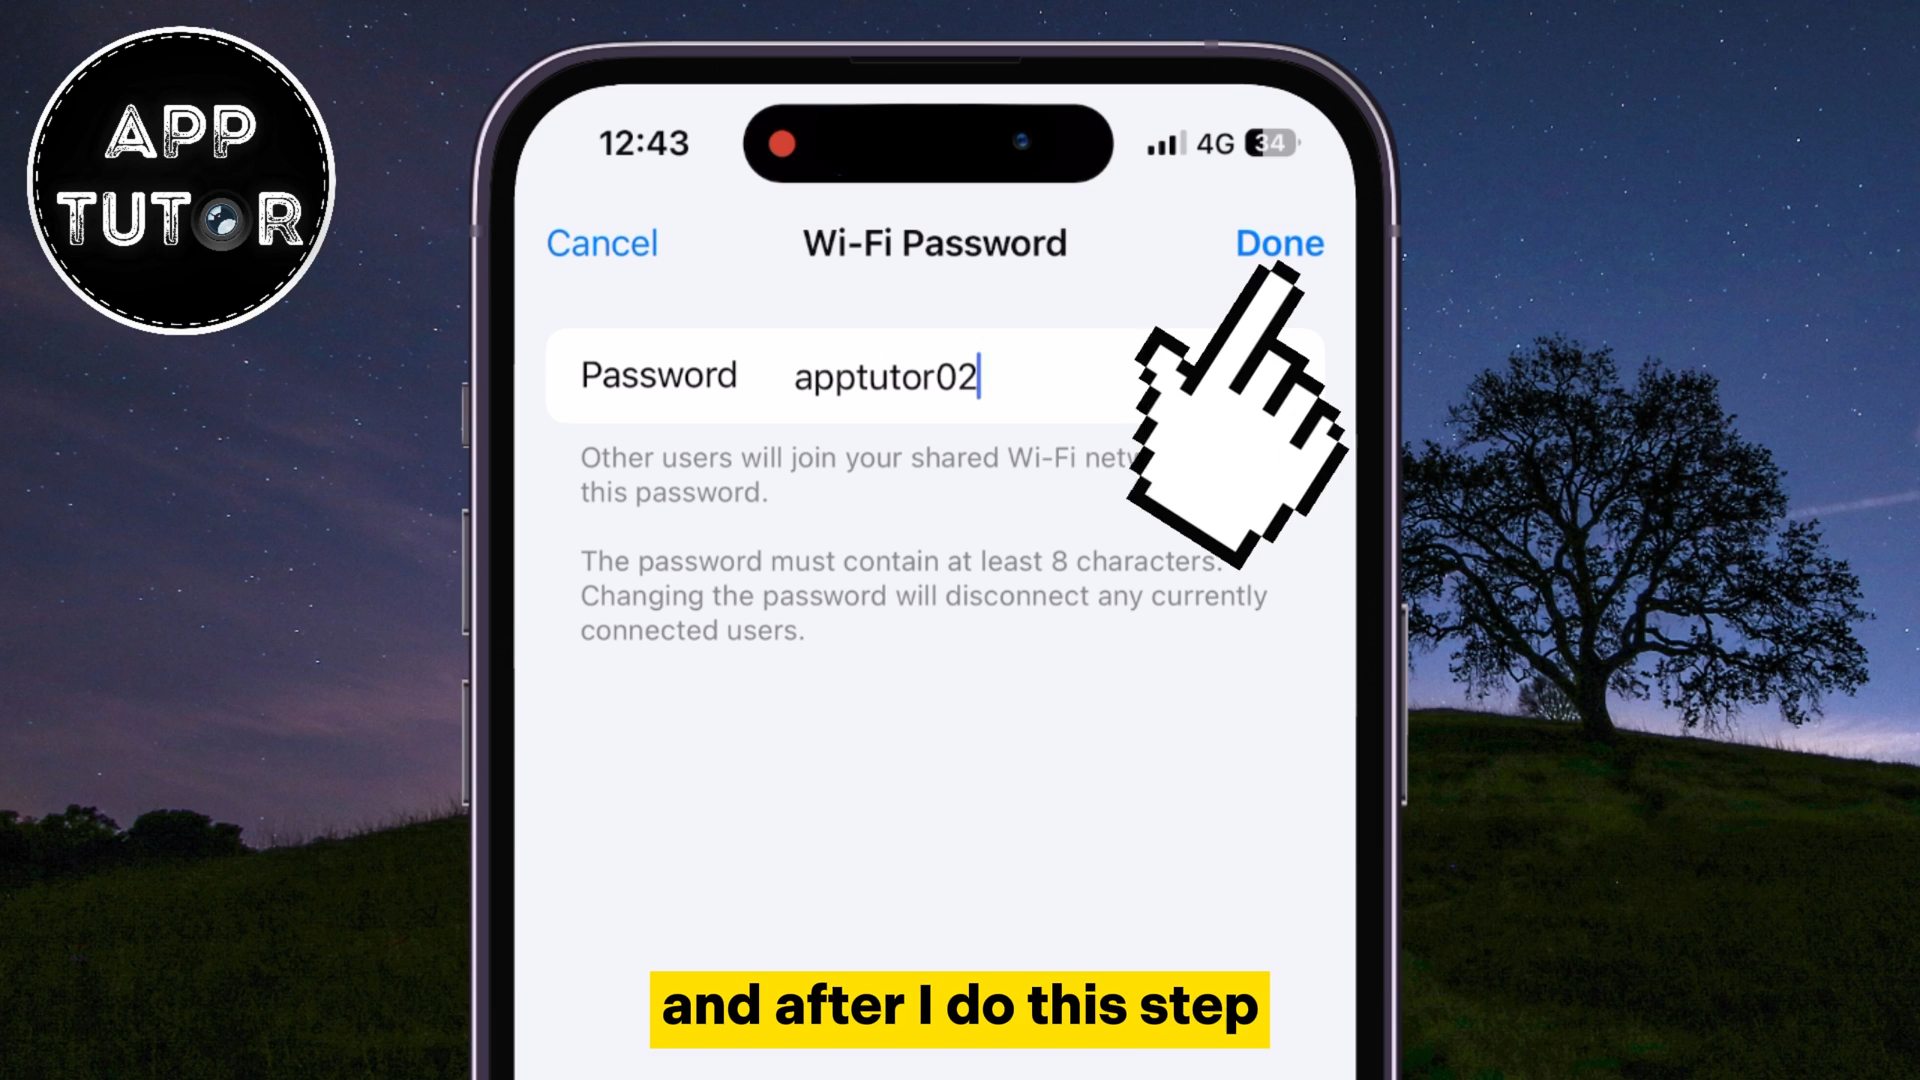 APP
TUTOR
12:43
4G 34
Cancel Wi-Fi Password Done
Password apptutor02
Other users will join your shared Wi-Fi
this password.
The password must contain at least 8 characters.
Changing the password will disconnect any currently
connected users.
and after I do this step